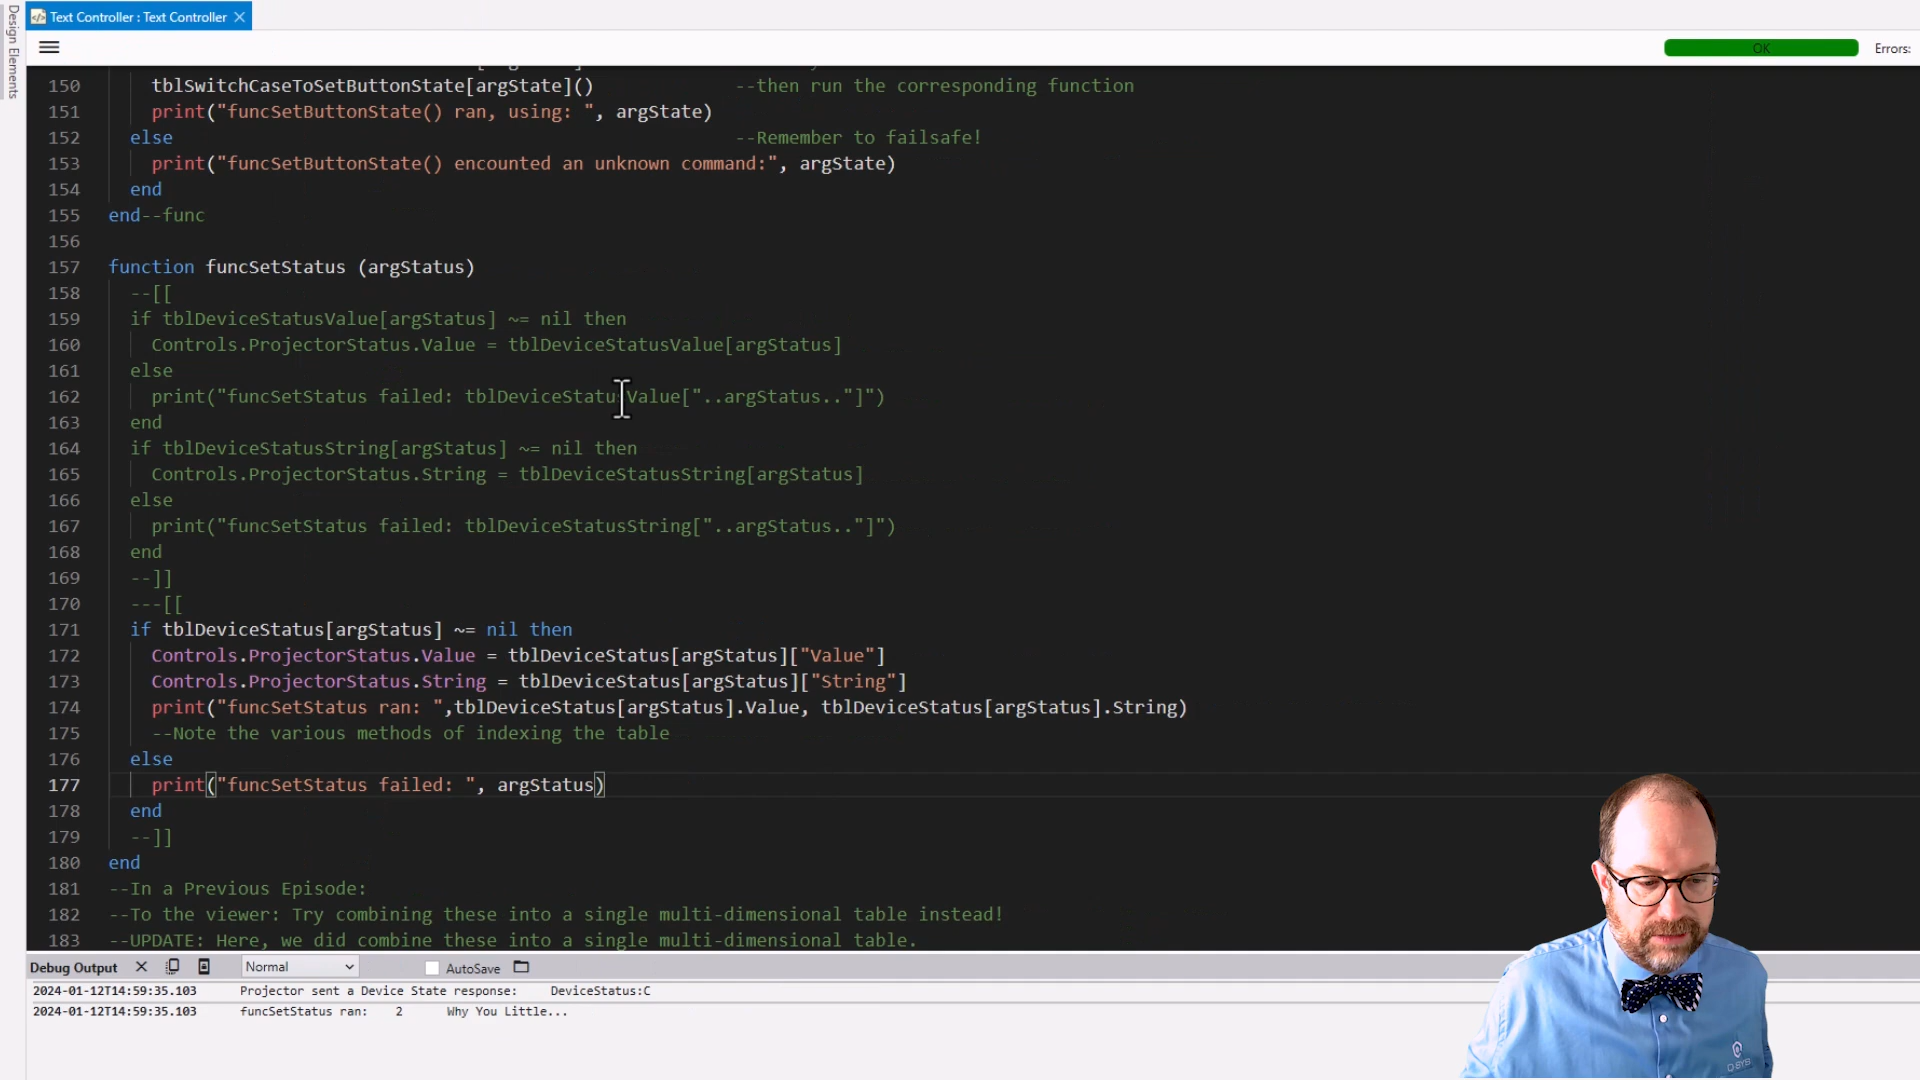 Design Elements
Text Controller : Text Controller
OK
Errors:
150 tblSwitchCaseToSetButtonState[argState]() --then run the corresponding function
151 print("funcSetButtonState() ran, using: ", argState)
152 else --Remember to failsafe!
153 print("funcSetButtonState() encounted an unknown command:", argState)
154 end
155 end--func
156
157 function funcSetStatus (argStatus)
158 --[[
159 if tblDeviceStatusValue[argStatus] ~= nil then
160 Controls.ProjectorStatus.Value = tblDeviceStatusValue[argStatus]
161 else
162 print("funcSetStatus failed: tblDeviceStatusValue["..argStatus.."]")
163 end
164 if tblDeviceStatusString[argStatus] ~= nil then
165 Controls.ProjectorStatus.String = tblDeviceStatusString[argStatus]
166 else
167 print("funcSetStatus failed: tblDeviceStatusString["..argStatus.."]")
168 end
169 --]]
170 ---[[
171 if tblDeviceStatus[argStatus] ~= nil then
172 Controls.ProjectorStatus.Value = tblDeviceStatus[argStatus]["Value"]
173 Controls.ProjectorStatus.String = tblDeviceStatus[argStatus]["String"]
174 print("funcSetStatus ran: ",tblDeviceStatus[argStatus].Value, tblDeviceStatus[argStatus].String)
175 --Note the various methods of indexing the table
176 else
177 print("funcSetStatus failed: ", argStatus)
178 end
179 --]]
180 end
181 --In a Previous Episode:
182 --To the viewer: Try combining these into a single multi-dimensional table instead!
183 --UPDATE: Here, we did combine these into a single multi-dimensional table.
Debug Output Normal AutoSave
2024-01-12T14:59:35.103 Projector sent a Device State response: DeviceStatus:C
2024-01-12T14:59:35.103 funcSetStatus ran: 2 Why You Little...
Q-SYS